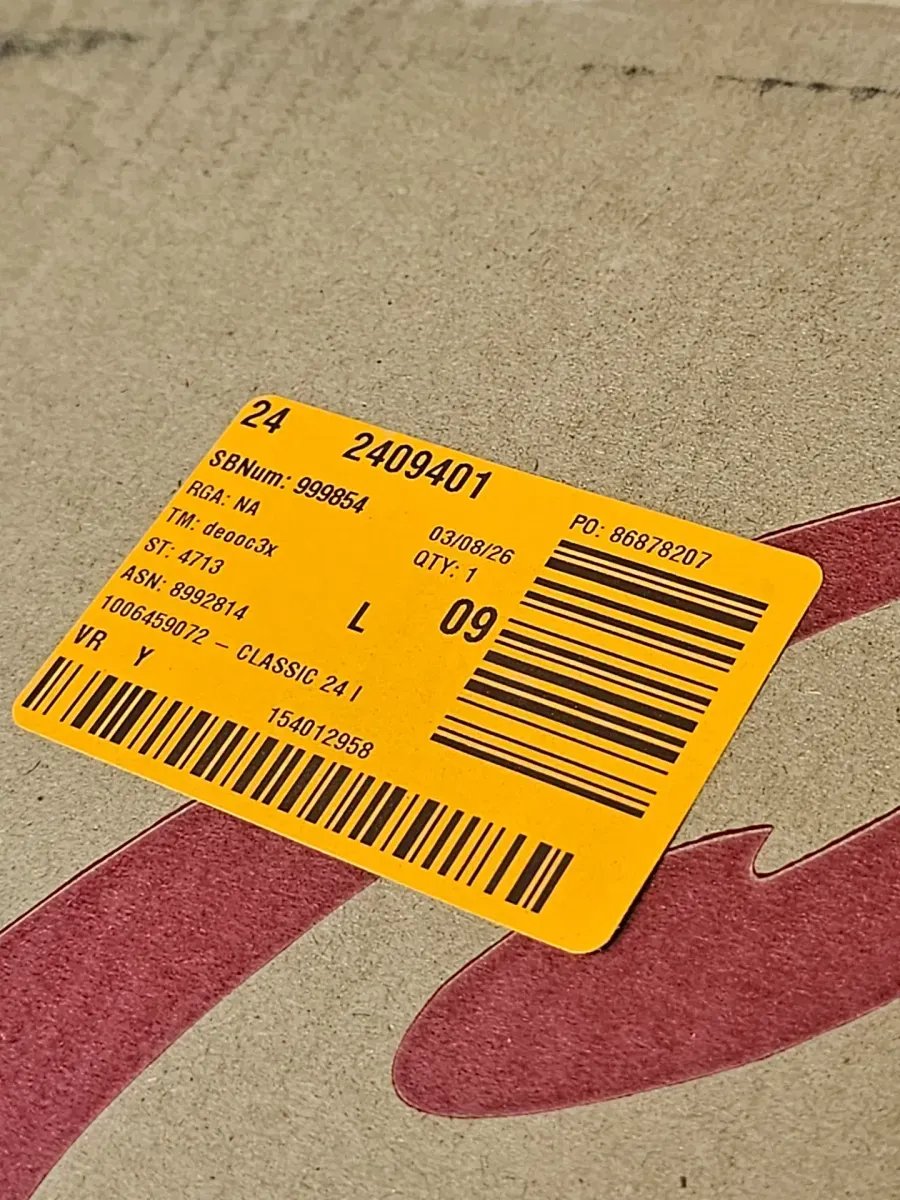 24 2409401
SBNum: 999854
RGA: NA 03/08/26
TM: deooc3x QTY: 1
ST: 4713
ASN: 8992814 L 09
1006459072 – CLASSIC 24 I
VR Y
154012958
PO: 86878207